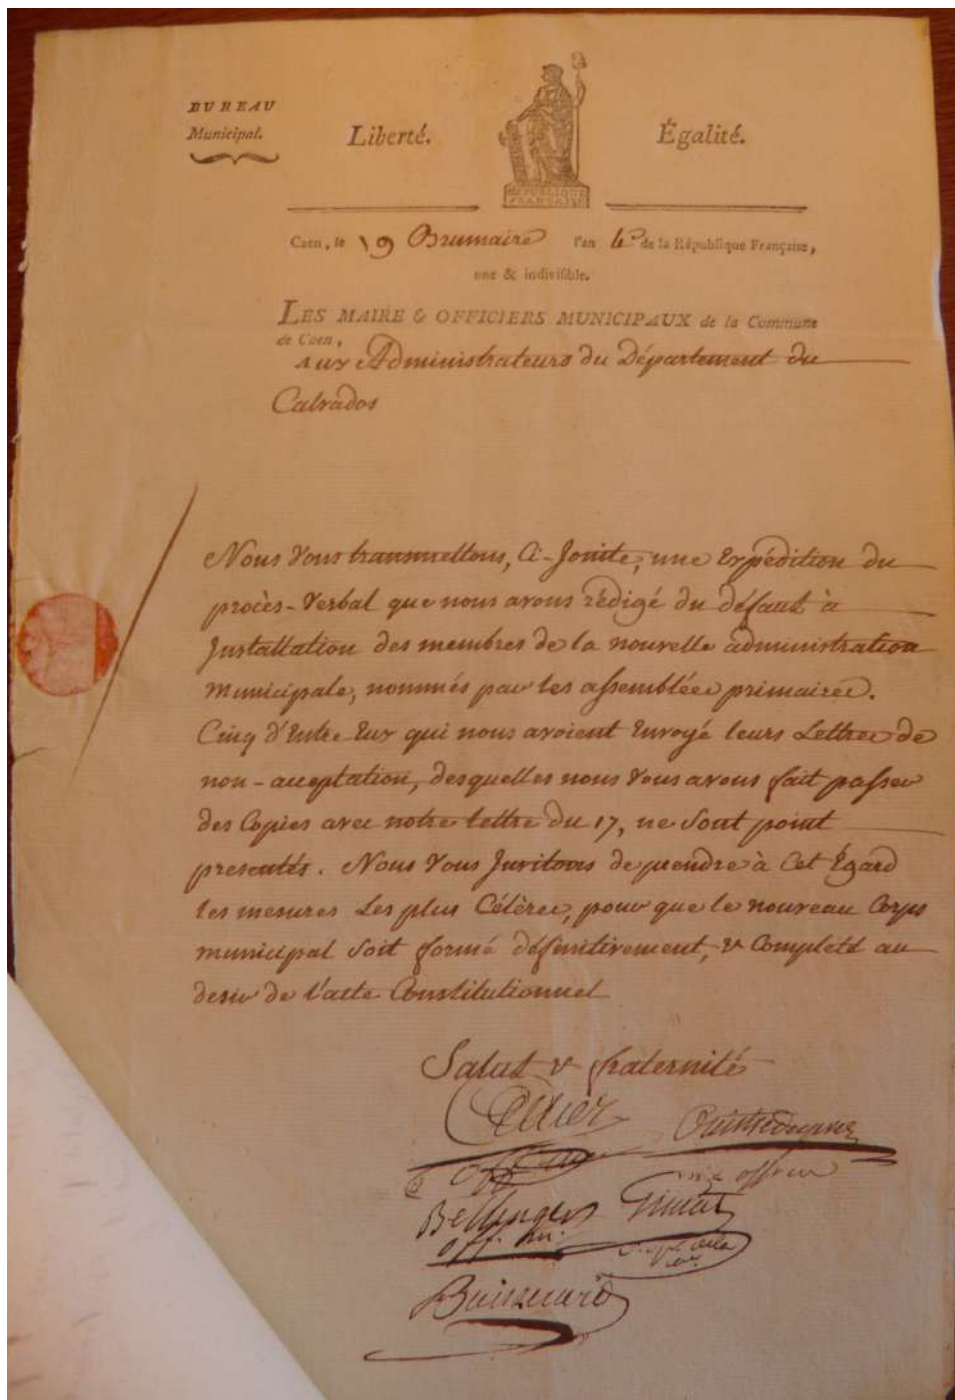 BUREAU
Municipal.
Liberté. Égalité.
RÉPUBLIQUE
FRANÇAISE
Caen, le 19 Brumaire l'an 4.e de la République Française,
une & indivisible.
LES MAIRE & OFFICIERS MUNICIPAUX de la Commune
de Caen,
Aux Administrateurs du Département du
Calvados
Nous Vous transmettons, Ci-Jointe, une Expédition du
procès-Verbal que nous avons rédigé du défaut à
Installation des membres de la nouvelle administration
Municipale, nommés par les assemblées primaires.
Cinq d'Entre Eux qui nous avoient Envoyé leurs Lettres de
non-acceptation, desquelles nous Vous avons fait passer
des Copies avec notre lettre du 17, ne Sont point
presentés. Nous Vous Invitons de prendre à Cet Égard
les mesures Les plus Célères, pour que le nouveau Corps
municipal Soit formé définitivement, & Complété au
desir de l'acte Constitutionnel
Salut & fraternité
Bellenger
off. m.